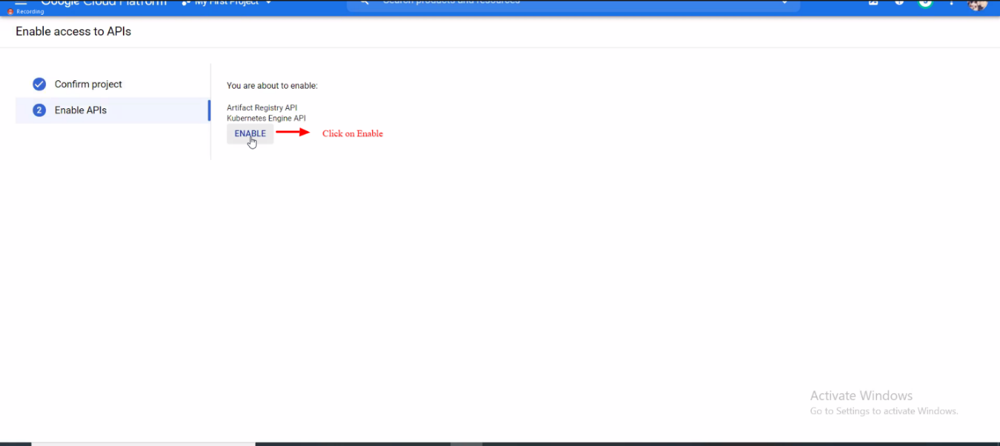 Google Cloud Platform My First Project Search products and resources
Recording
Enable access to APIs
Confirm project
You are about to enable:
2 Enable APIs
Artifact Registry API
Kubernetes Engine API
ENABLE Click on Enable
Activate Windows
Go to Settings to activate Windows.